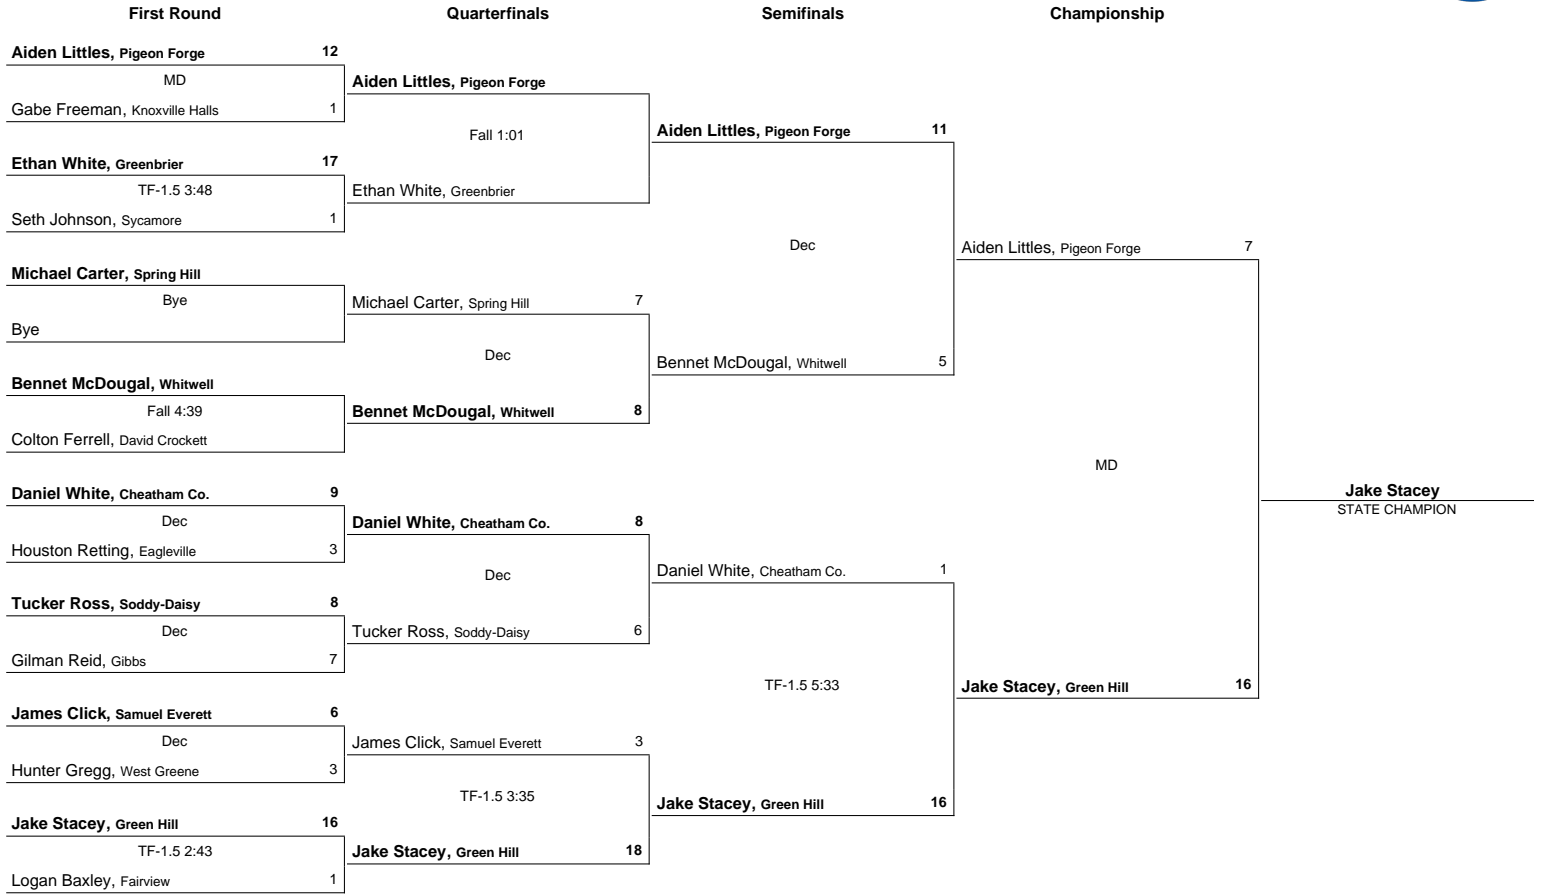 First Round
Quarterfinals
Semifinals
Championship
Aiden Littles, Pigeon Forge 12
MD
Gabe Freeman, Knoxville Halls 1
Ethan White, Greenbrier 17
TF-1.5 3:48
Seth Johnson, Sycamore 1
Michael Carter, Spring Hill
Bye
Bye
Bennet McDougal, Whitwell
Fall 4:39
Colton Ferrell, David Crockett
Daniel White, Cheatham Co. 9
Dec
Houston Retting, Eagleville 3
Tucker Ross, Soddy-Daisy 8
Dec
Gilman Reid, Gibbs 7
James Click, Samuel Everett 6
Dec
Hunter Gregg, West Greene 3
Jake Stacey, Green Hill 16
TF-1.5 2:43
Logan Baxley, Fairview 1
Aiden Littles, Pigeon Forge
Fall 1:01
Ethan White, Greenbrier
Michael Carter, Spring Hill 7
Dec
Bennet McDougal, Whitwell 8
Daniel White, Cheatham Co. 8
Dec
Tucker Ross, Soddy-Daisy 6
James Click, Samuel Everett 3
TF-1.5 3:35
Jake Stacey, Green Hill 18
Aiden Littles, Pigeon Forge 11
Dec
Bennet McDougal, Whitwell 5
Daniel White, Cheatham Co. 1
TF-1.5 5:33
Jake Stacey, Green Hill 16
Aiden Littles, Pigeon Forge 7
MD
Jake Stacey, Green Hill 16
Jake Stacey
STATE CHAMPION